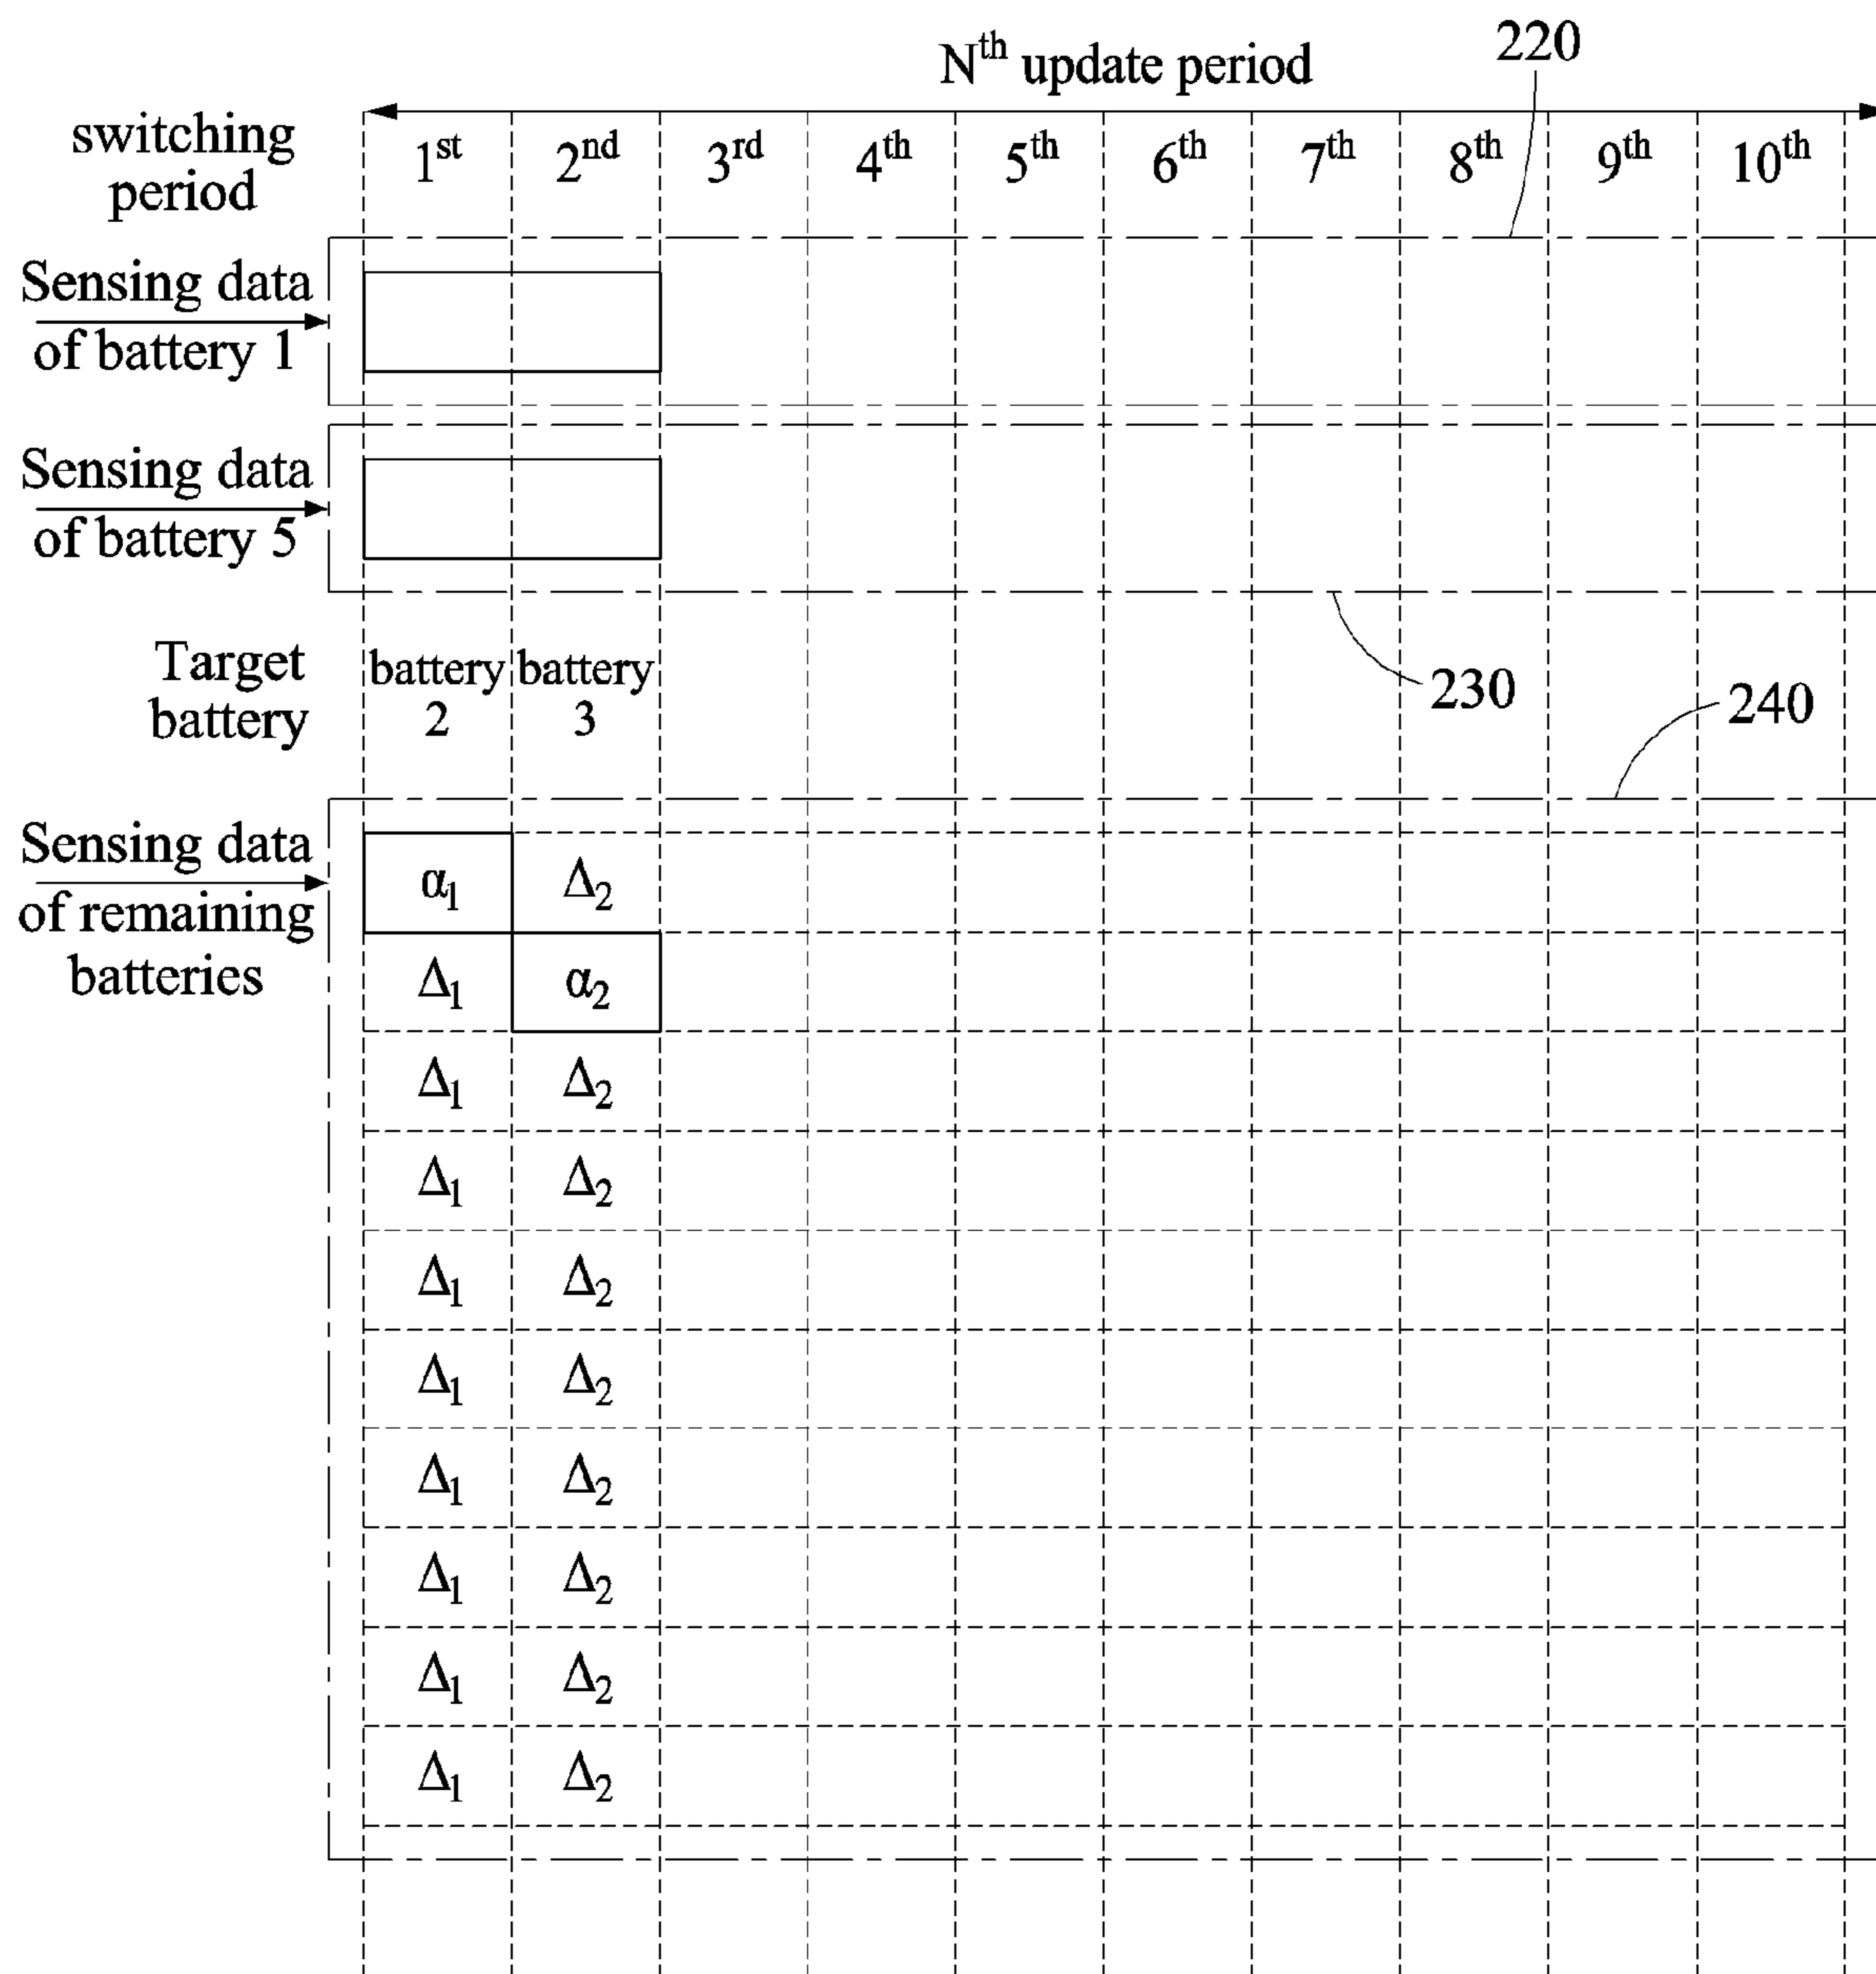 220
Nth update period
switching
period
1st 2nd 3rd 4th 5th 6th 7th 8th 9th 10th
Sensing data
of battery 1
Sensing data
of battery 5
Target
battery
battery
2
battery
3
230
240
Sensing data
of remaining
batteries
α1 Δ2
Δ1 α2
Δ1 Δ2
Δ1 Δ2
Δ1 Δ2
Δ1 Δ2
Δ1 Δ2
Δ1 Δ2
Δ1 Δ2
Δ1 Δ2